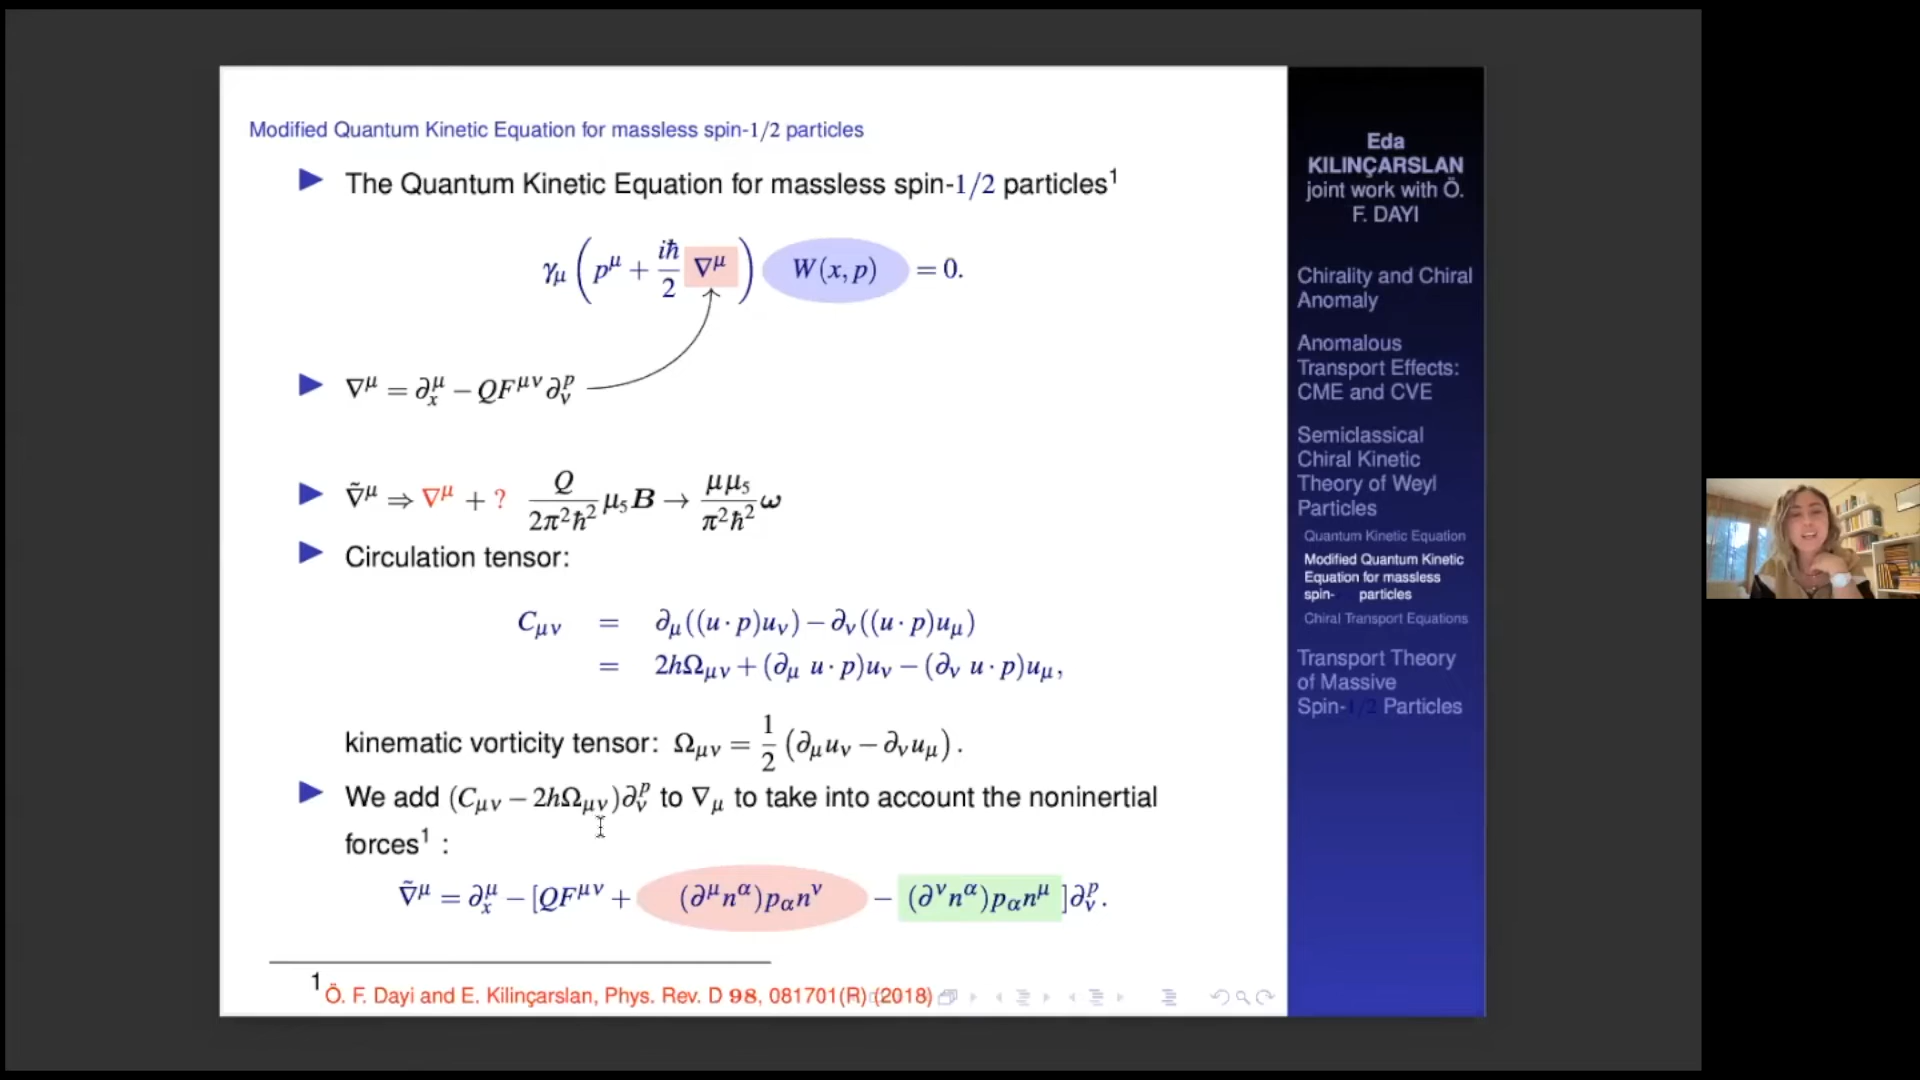 Modified Quantum Kinetic Equation for massless spin-1/2 particles
▶ The Quantum Kinetic Equation for massless spin-1/2 particles¹
γ_μ ( p^μ + (iħ/2) ∇^μ ) W(x, p) = 0.
▶ ∇^μ = ∂_x^μ − QF^{μν} ∂_ν^p
▶ ∇̃^μ ⇒ ∇^μ + ? Q/(2π²ħ²) μ₅B → μμ₅/(π²ħ²) ω
▶ Circulation tensor:
C_{μν} = ∂_μ((u · p)u_ν) − ∂_ν((u · p)u_μ)
= 2hΩ_{μν} + (∂_μ u · p)u_ν − (∂_ν u · p)u_μ,
kinematic vorticity tensor: Ω_{μν} = 1/2 (∂_μ u_ν − ∂_ν u_μ).
▶ We add (C_{μν} − 2hΩ_{μν})∂_ν^p to ∇_μ to take into account the noninertial
forces¹ :
∇̃^μ = ∂_x^μ − [QF^{μν} + (∂^μ n^α)p_α n^ν − (∂^ν n^α)p_α n^μ ]∂_ν^p.
¹ Ö. F. Dayi and E. Kilinçarslan, Phys. Rev. D 98, 081701(R) (2018)
Eda
KILINÇARSLAN
joint work with Ö.
F. DAYI
Chirality and Chiral
Anomaly
Anomalous
Transport Effects:
CME and CVE
Semiclassical
Chiral Kinetic
Theory of Weyl
Particles
Quantum Kinetic Equation
Modified Quantum Kinetic
Equation for massless
spin- particles
Chiral Transport Equations
Transport Theory
of Massive
Spin-1/2 Particles